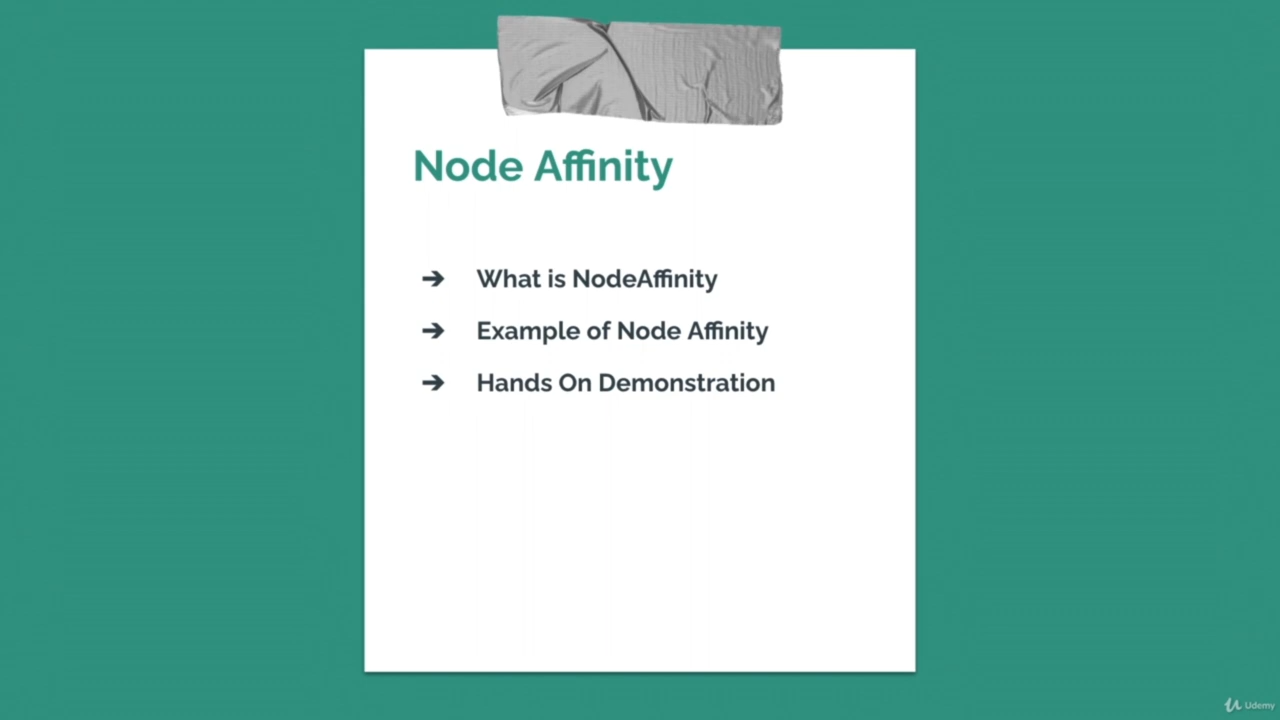 Node Affinity
➔ What is NodeAffinity
➔ Example of Node Affinity
➔ Hands On Demonstration
Udemy